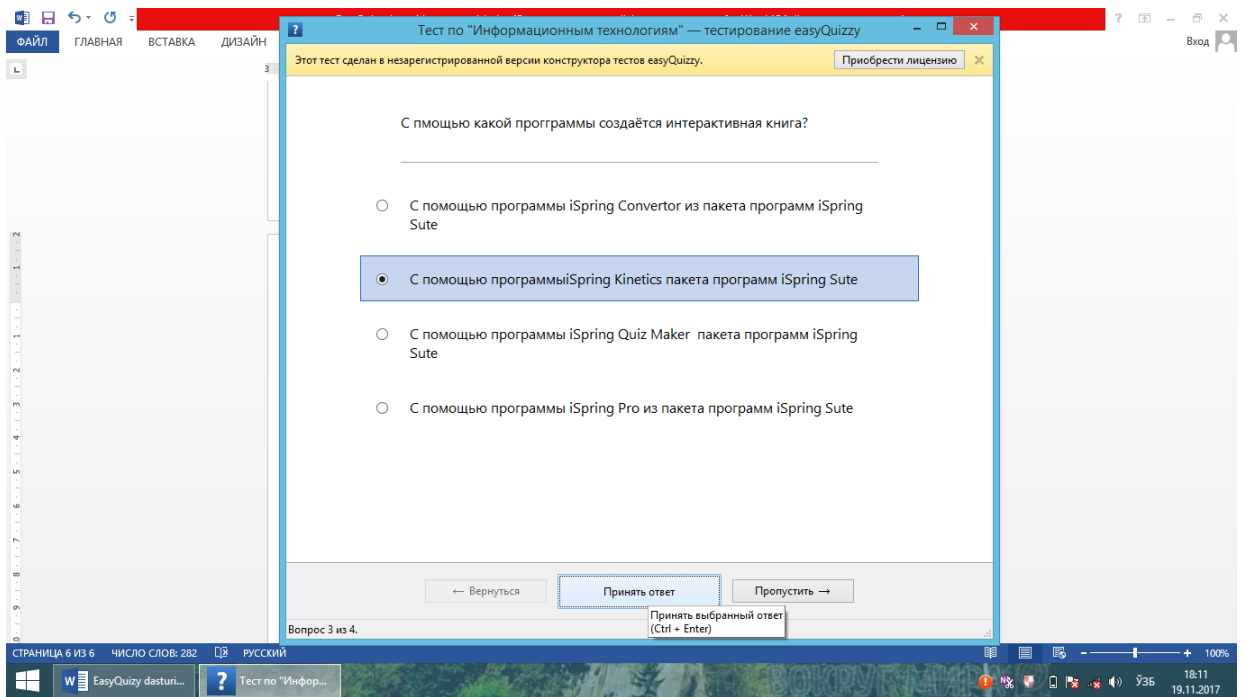 Тест по "Информационным технологиям" — тестирование easyQuizzy
ФАЙЛ ГЛАВНАЯ ВСТАВКА ДИЗАЙН
Вход
Этот тест сделан в незарегистрированной версии конструктора тестов easyQuizzy. Приобрести лицензию
С пмощью какой прогграммы создаётся интерактивная книга?
С помощью программы iSpring Convertor из пакета программ iSpring
Sute
С помощью программыiSpring Kinetics пакета программ iSpring Sute
С помощью программы iSpring Quiz Maker пакета программ iSpring
Sute
С помощью программы iSpring Pro из пакета программ iSpring Sute
← Вернуться Принять ответ Пропустить →
Принять выбранный ответ
(Ctrl + Enter)
Вопрос 3 из 4.
СТРАНИЦА 6 ИЗ 6 ЧИСЛО СЛОВ: 282 РУССКИЙ 100%
EasyQuizy dasturi... Тест по "Инфор... ЎЗБ 18:11
19.11.2017